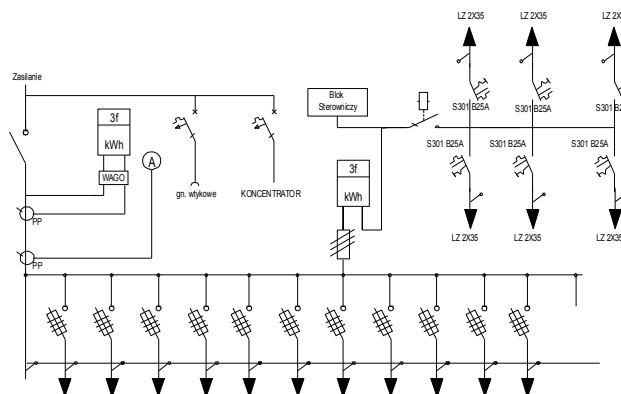 LZ 2X35
LZ 2X35
LZ 2X35
Zasilanie
Blok
Sterowniczy
S301 B25A
S301 B25A
S301 B25A
3f
kWh
WAGO
A
gn. wtykowe
KONCENTRATOR
3f
kWh
S301 B25A
S301 B25A
S301 B25A
PP
PP
LZ 2X35
LZ 2X35
LZ 2X35